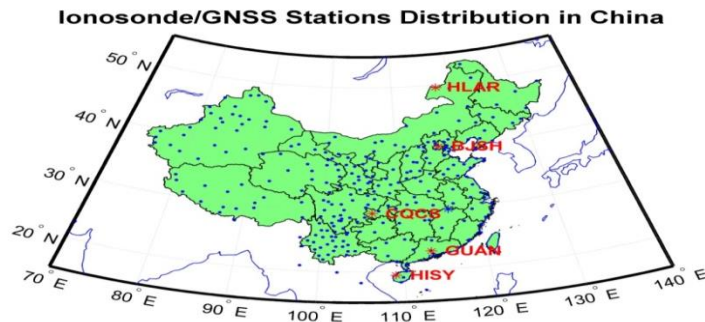 Ionosonde/GNSS Stations Distribution in China
50° N
40° N
30° N
20° N
HLAR
BJSH
CQCS
GUAN
HISY
70° E
80° E
90° E
100° E
110° E
120° E
130° E
140° E